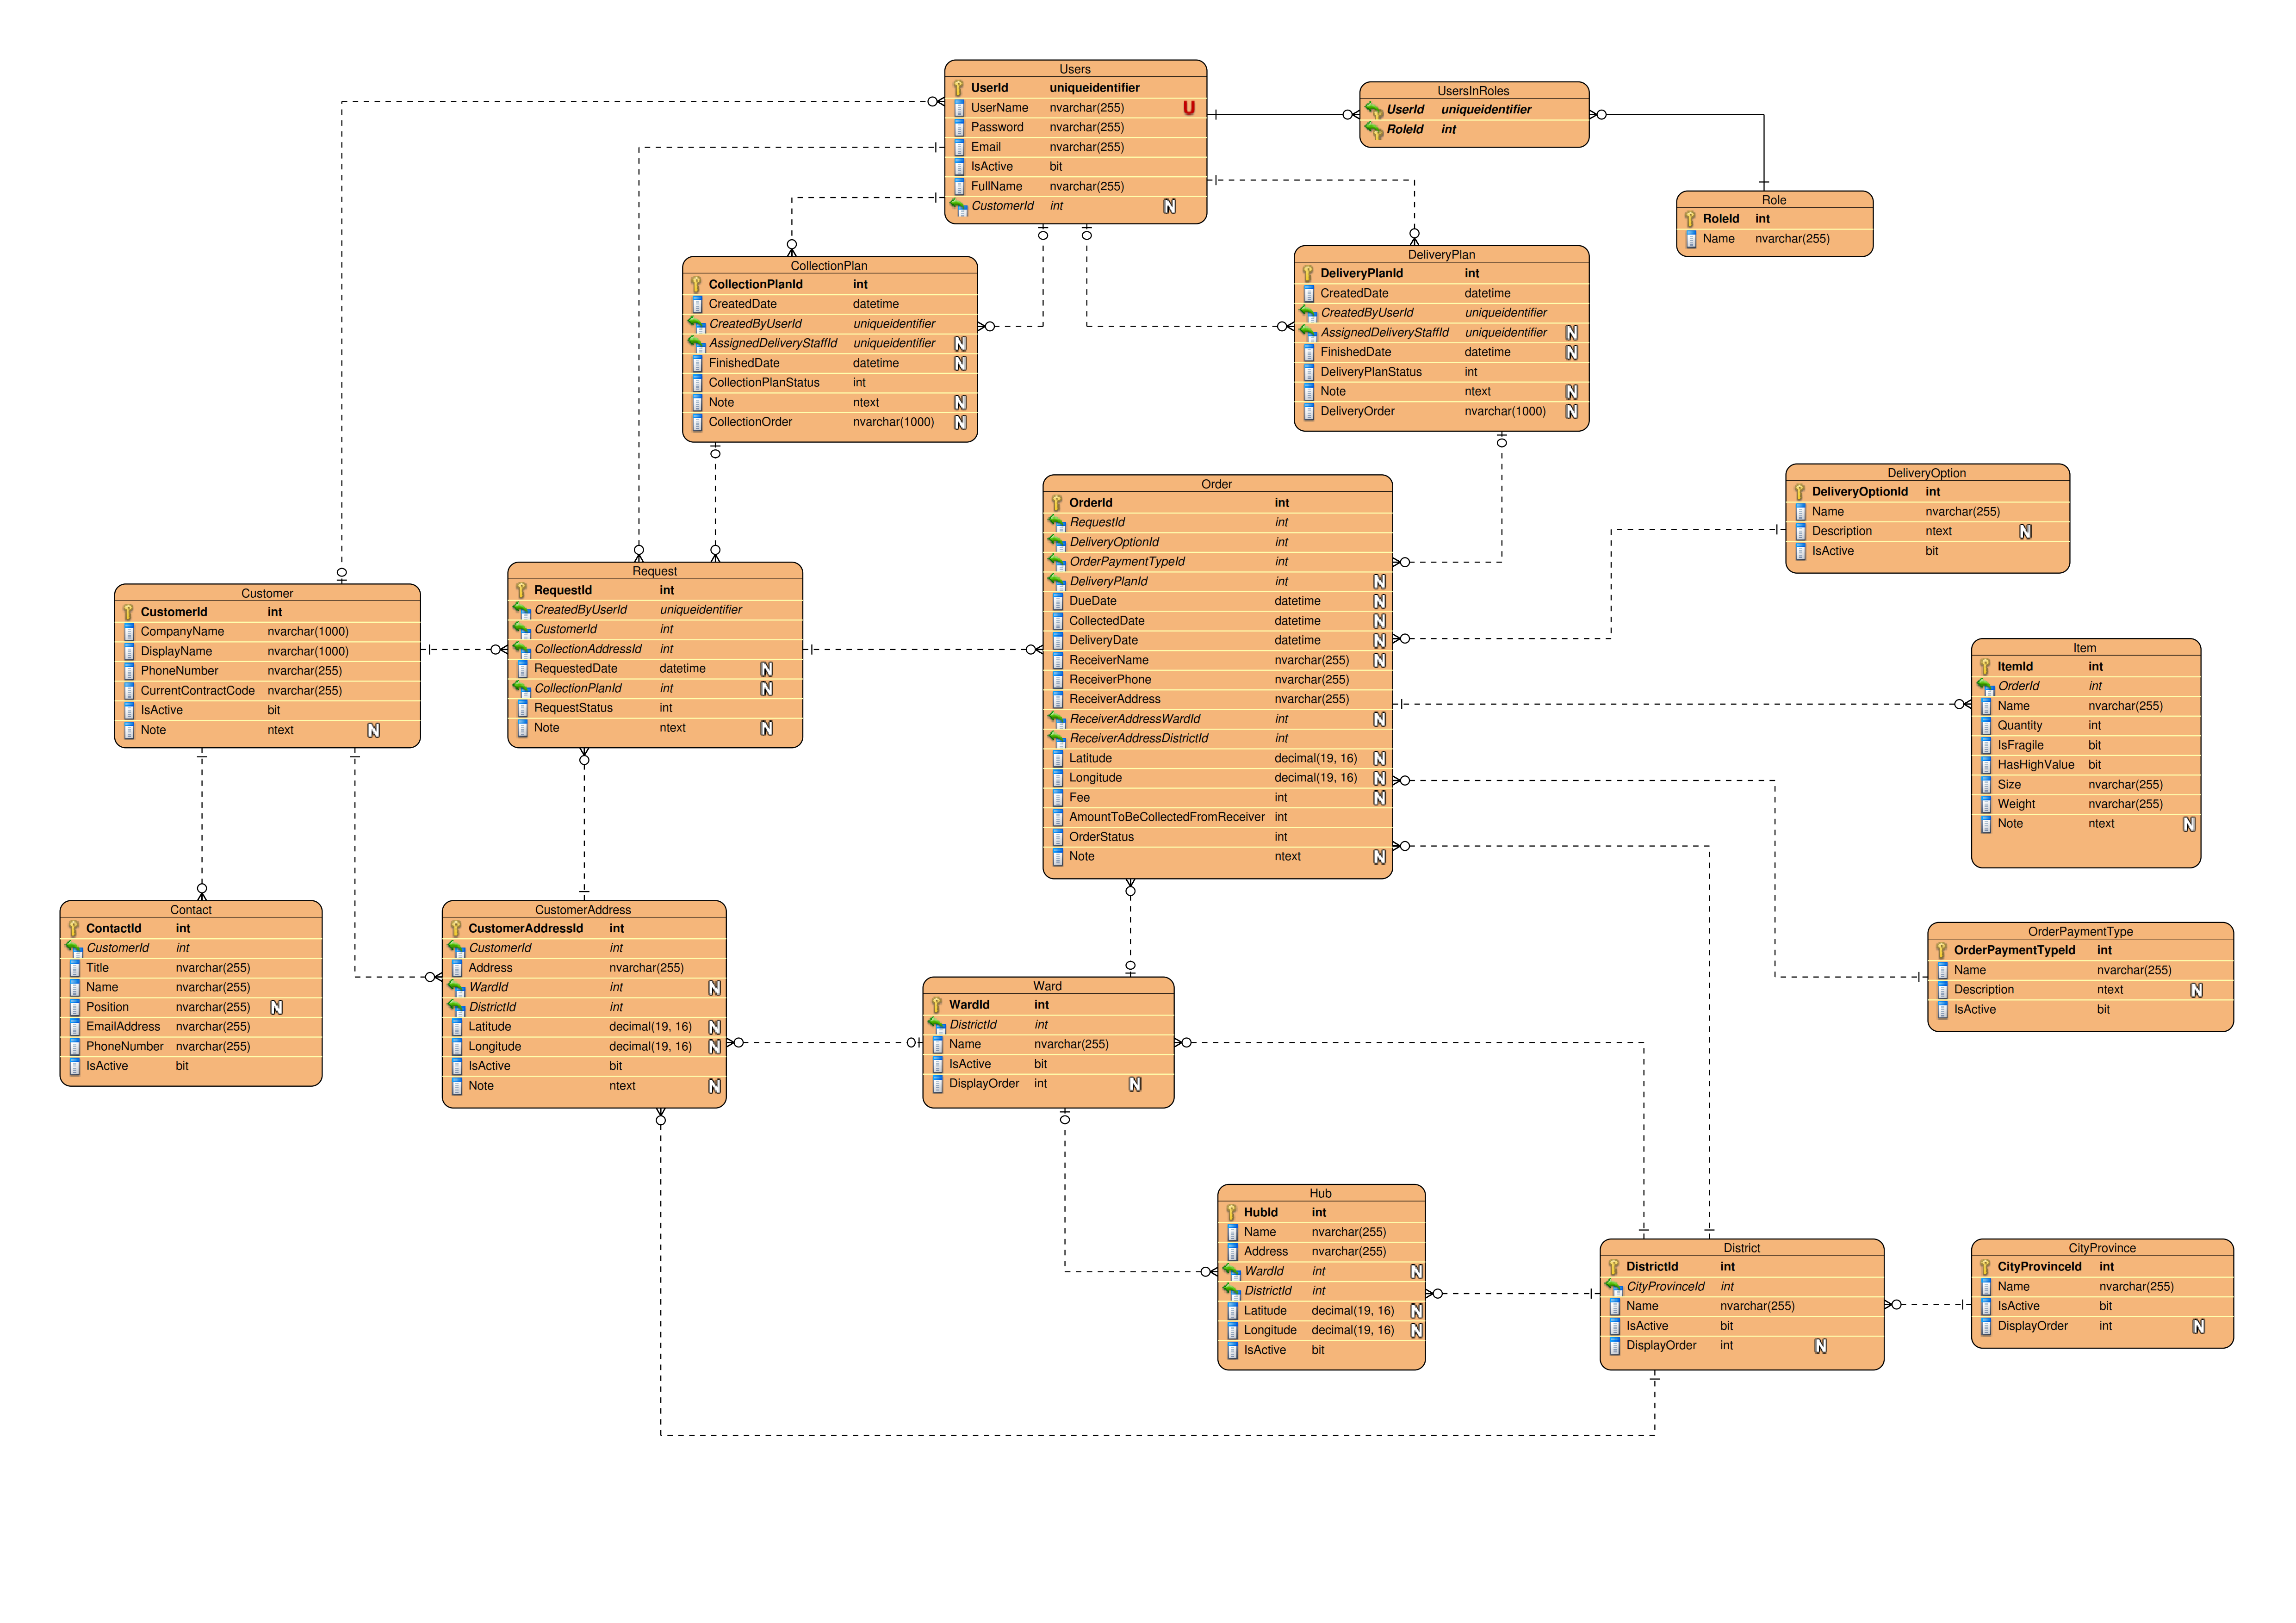 Users
UserId uniqueidentifier
UserName nvarchar(255) U
Password nvarchar(255)
Email nvarchar(255)
IsActive bit
FullName nvarchar(255)
CustomerId int N
UsersInRoles
UserId uniqueidentifier
RoleId int
Role
RoleId int
Name nvarchar(255)
CollectionPlan
CollectionPlanId int
CreatedDate datetime
CreatedByUserId uniqueidentifier
AssignedDeliveryStaffId uniqueidentifier N
FinishedDate datetime N
CollectionPlanStatus int
Note ntext N
CollectionOrder nvarchar(1000) N
DeliveryPlan
DeliveryPlanId int
CreatedDate datetime
CreatedByUserId uniqueidentifier
AssignedDeliveryStaffId uniqueidentifier N
FinishedDate datetime N
DeliveryPlanStatus int
Note ntext N
DeliveryOrder nvarchar(1000) N
DeliveryOption
DeliveryOptionId int
Name nvarchar(255)
Description ntext N
IsActive bit
Order
OrderId int
RequestId int
DeliveryOptionId int
OrderPaymentTypeId int
DeliveryPlanId int N
DueDate datetime N
CollectedDate datetime N
DeliveryDate datetime N
ReceiverName nvarchar(255) N
ReceiverPhone nvarchar(255)
ReceiverAddress nvarchar(255)
ReceiverAddressWardId int N
ReceiverAddressDistrictId int
Latitude decimal(19, 16) N
Longitude decimal(19, 16) N
Fee int N
AmountToBeCollectedFromReceiver int
OrderStatus int
Note ntext N
Customer
CustomerId int
CompanyName nvarchar(1000)
DisplayName nvarchar(1000)
PhoneNumber nvarchar(255)
CurrentContractCode nvarchar(255)
IsActive bit
Note ntext N
Request
RequestId int
CreatedByUserId uniqueidentifier
CustomerId int
CollectionAddressId int
RequestedDate datetime N
CollectionPlanId int N
RequestStatus int
Note ntext N
Item
ItemId int
OrderId int
Name nvarchar(255)
Quantity int
IsFragile bit
HasHighValue bit
Size nvarchar(255)
Weight nvarchar(255)
Note ntext N
Contact
ContactId int
CustomerId int
Title nvarchar(255)
Name nvarchar(255)
Position nvarchar(255) N
EmailAddress nvarchar(255)
PhoneNumber nvarchar(255)
IsActive bit
CustomerAddress
CustomerAddressId int
CustomerId int
Address nvarchar(255)
WardId int N
DistrictId int
Latitude decimal(19, 16) N
Longitude decimal(19, 16) N
IsActive bit
Note ntext N
Ward
WardId int
DistrictId int
Name nvarchar(255)
IsActive bit
DisplayOrder int N
OrderPaymentType
OrderPaymentTypeId int
Name nvarchar(255)
Description ntext N
IsActive bit
Hub
HubId int
Name nvarchar(255)
Address nvarchar(255)
WardId int N
DistrictId int
Latitude decimal(19, 16) N
Longitude decimal(19, 16) N
IsActive bit
District
DistrictId int
CityProvinceId int
Name nvarchar(255)
IsActive bit
DisplayOrder int N
CityProvince
CityProvinceId int
Name nvarchar(255)
IsActive bit
DisplayOrder int N